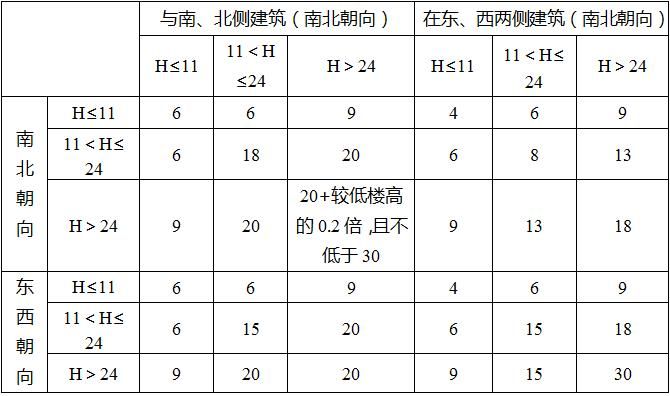 与南、北侧建筑（南北朝向） 在东、西两侧建筑（南北朝向）
H≤11 11＜H≤24 H＞24 H≤11 11＜H≤24 H＞24
南北朝向
H≤11 6 6 9 4 6 9
11＜H≤24 6 18 20 6 8 13
H＞24 9 20 20+较低楼高的0.2倍,且不低于30 9 13 18
东西朝向
H≤11 6 6 9 4 6 9
11＜H≤24 6 15 20 6 15 18
H＞24 9 20 20 9 15 30